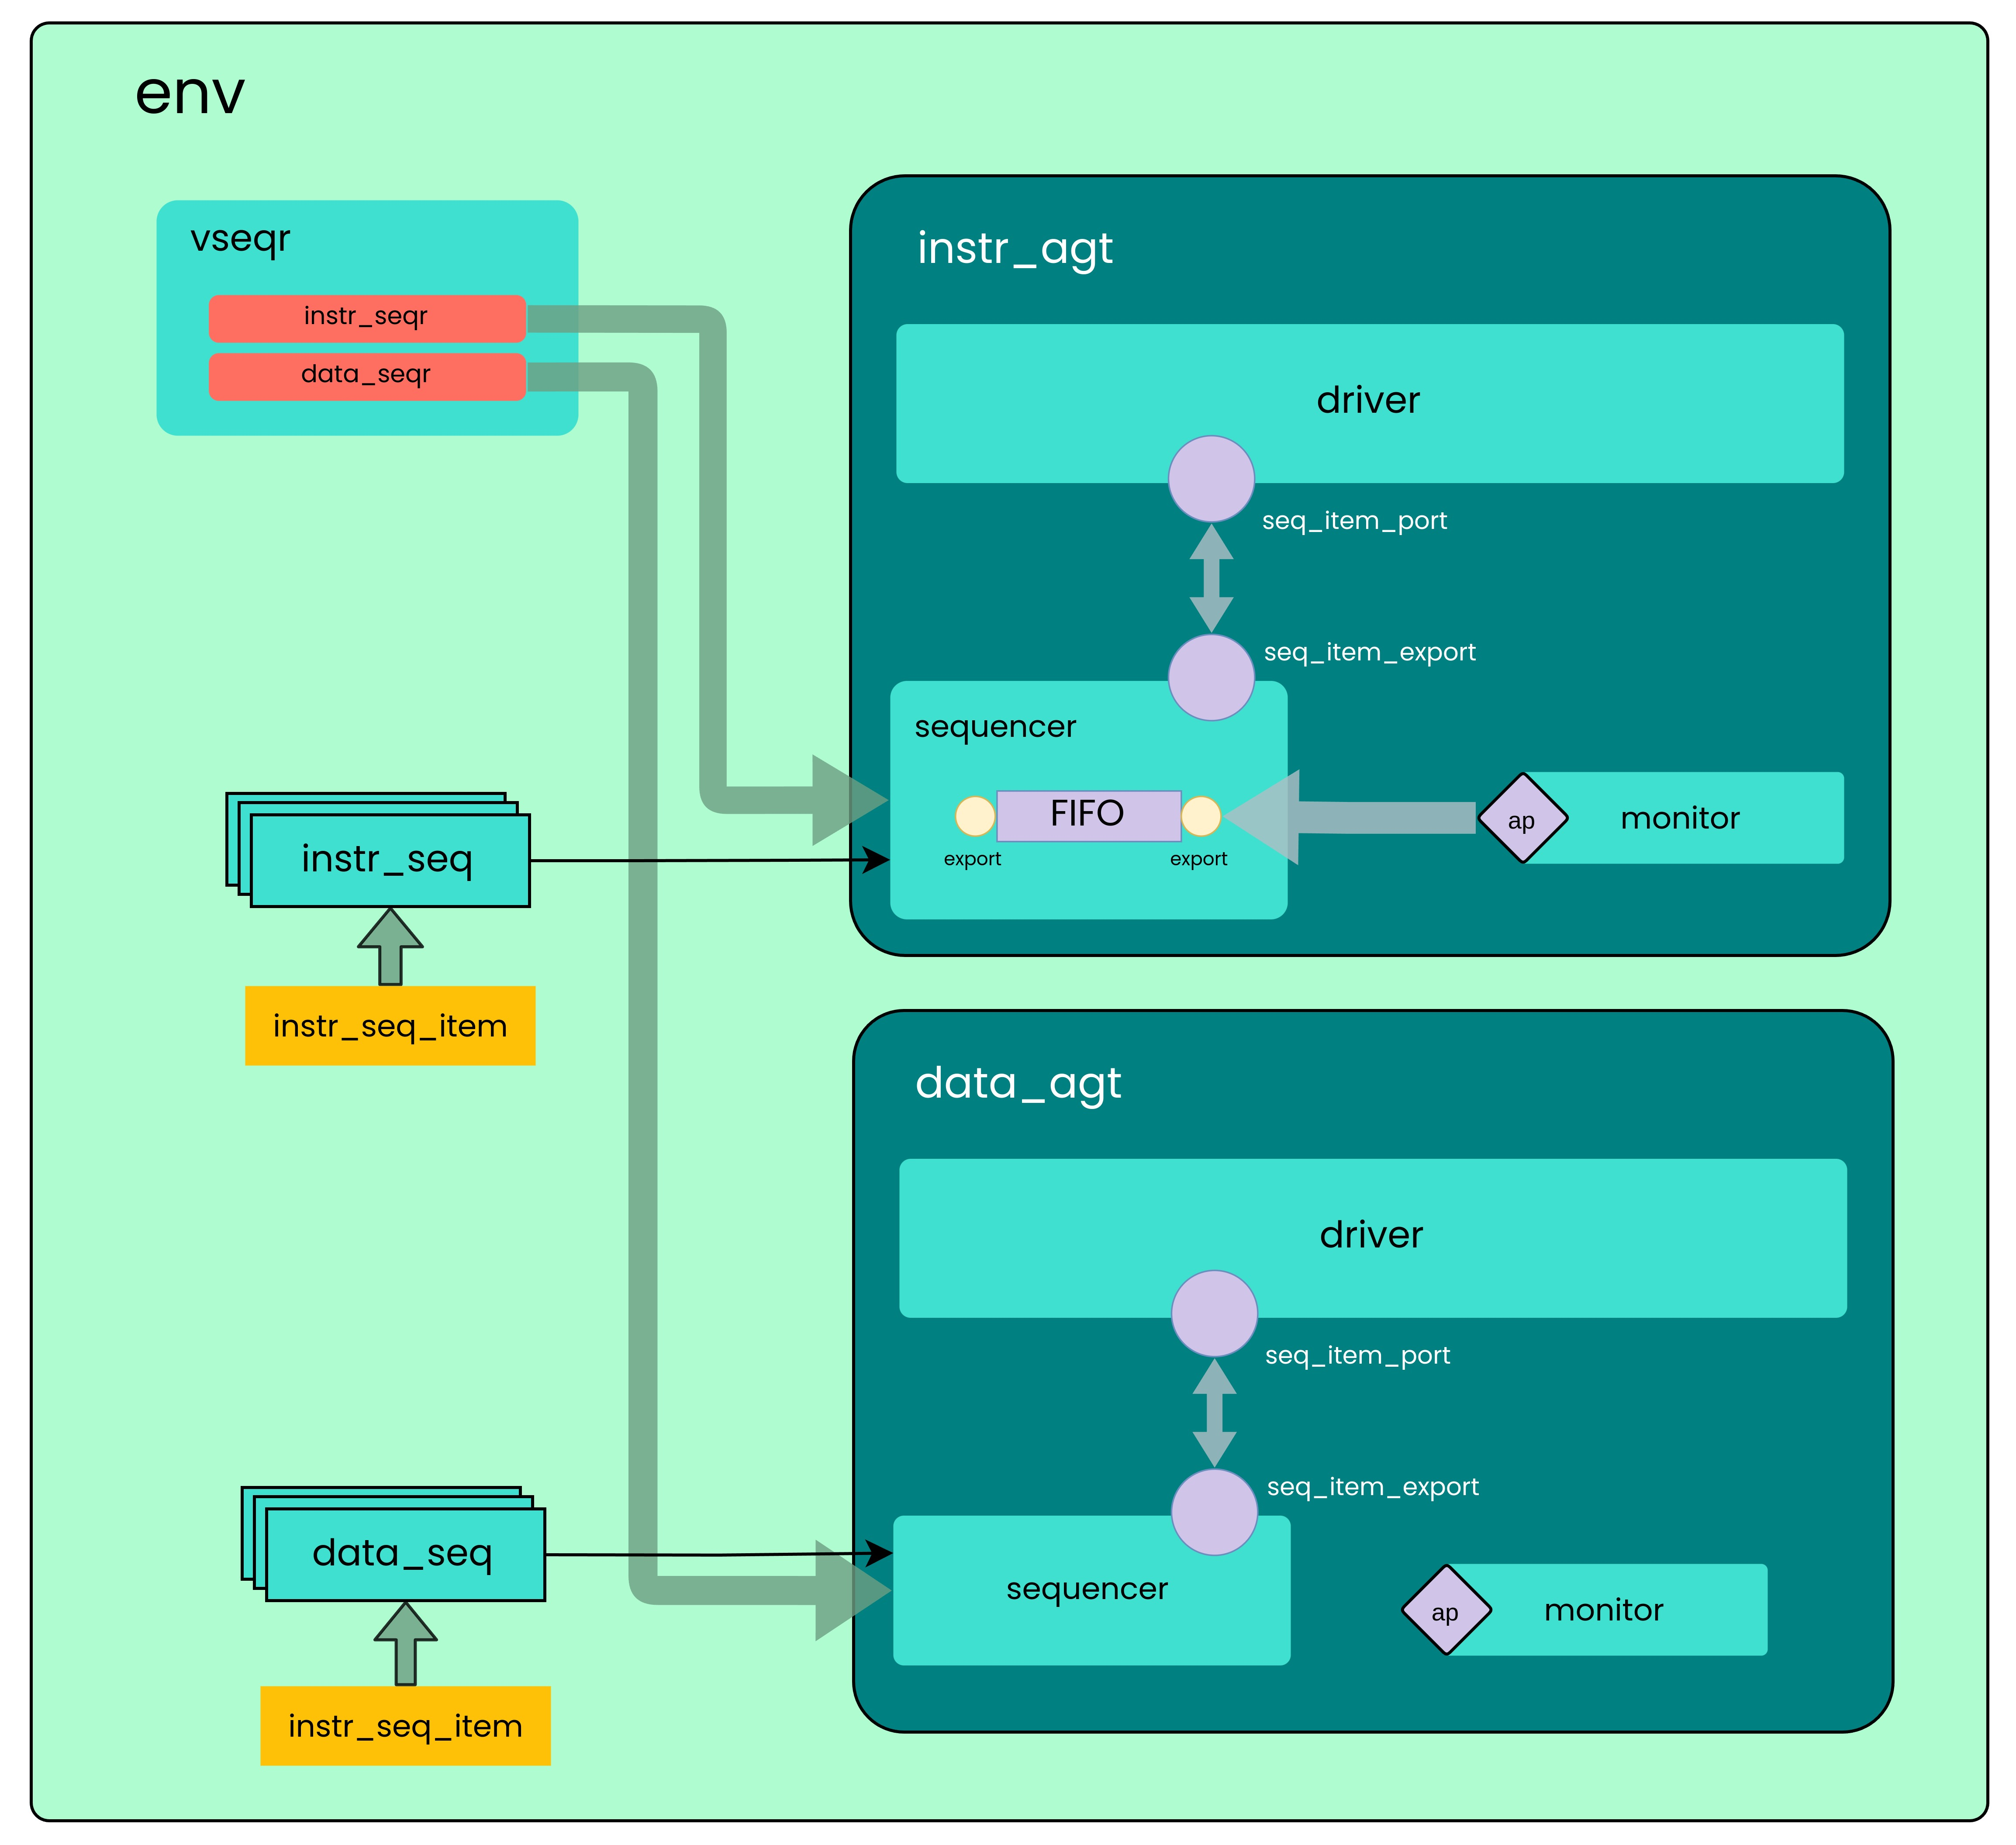 env
vseqr
instr_seqr
data_seqr
instr_agt
driver
seq_item_port
seq_item_export
sequencer
FIFO
export
export
ap
monitor
instr_seq
instr_seq_item
data_agt
driver
seq_item_port
seq_item_export
sequencer
ap
monitor
data_seq
instr_seq_item